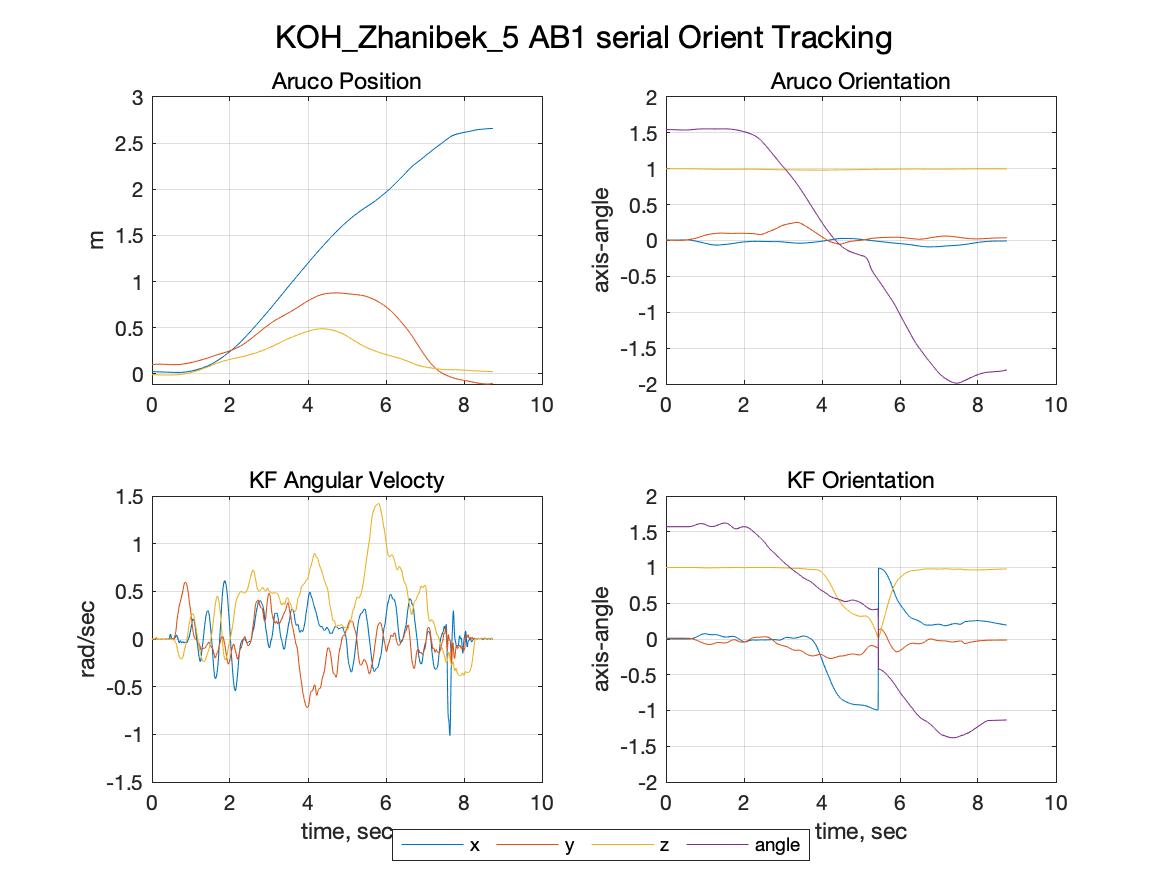 KOH_Zhanibek_5 AB1 serial Orient Tracking
Aruco Position
3
2.5
2
1.5
1
0.5
0
m
0 2 4 6 8 10
Aruco Orientation
2
1.5
1
0.5
0
-0.5
-1
-1.5
-2
axis-angle
0 2 4 6 8 10
KF Angular Velocty
1.5
1
0.5
0
-0.5
-1
-1.5
rad/sec
0 2 4 6 8 10
time, sec
KF Orientation
2
1.5
1
0.5
0
-0.5
-1
-1.5
-2
axis-angle
0 2 4 6 8 10
time, sec
x y z angle